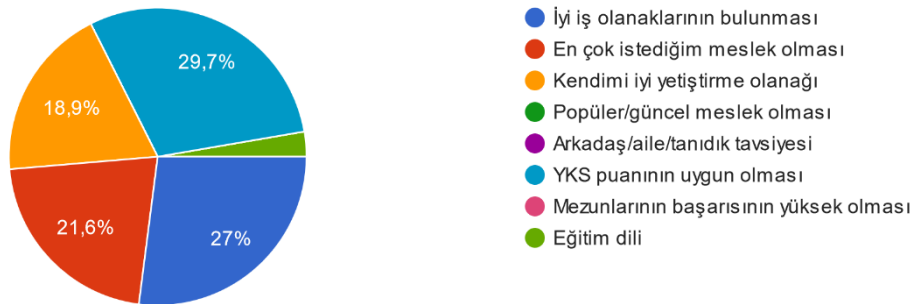 29,7%
18,9%
21,6%
27%
İyi iş olanaklarının bulunması
En çok istediğim meslek olması
Kendimi iyi yetiştirme olanağı
Popüler/güncel meslek olması
Arkadaş/aile/tanıdık tavsiyesi
YKS puanının uygun olması
Mezunlarının başarısının yüksek olması
Eğitim dili